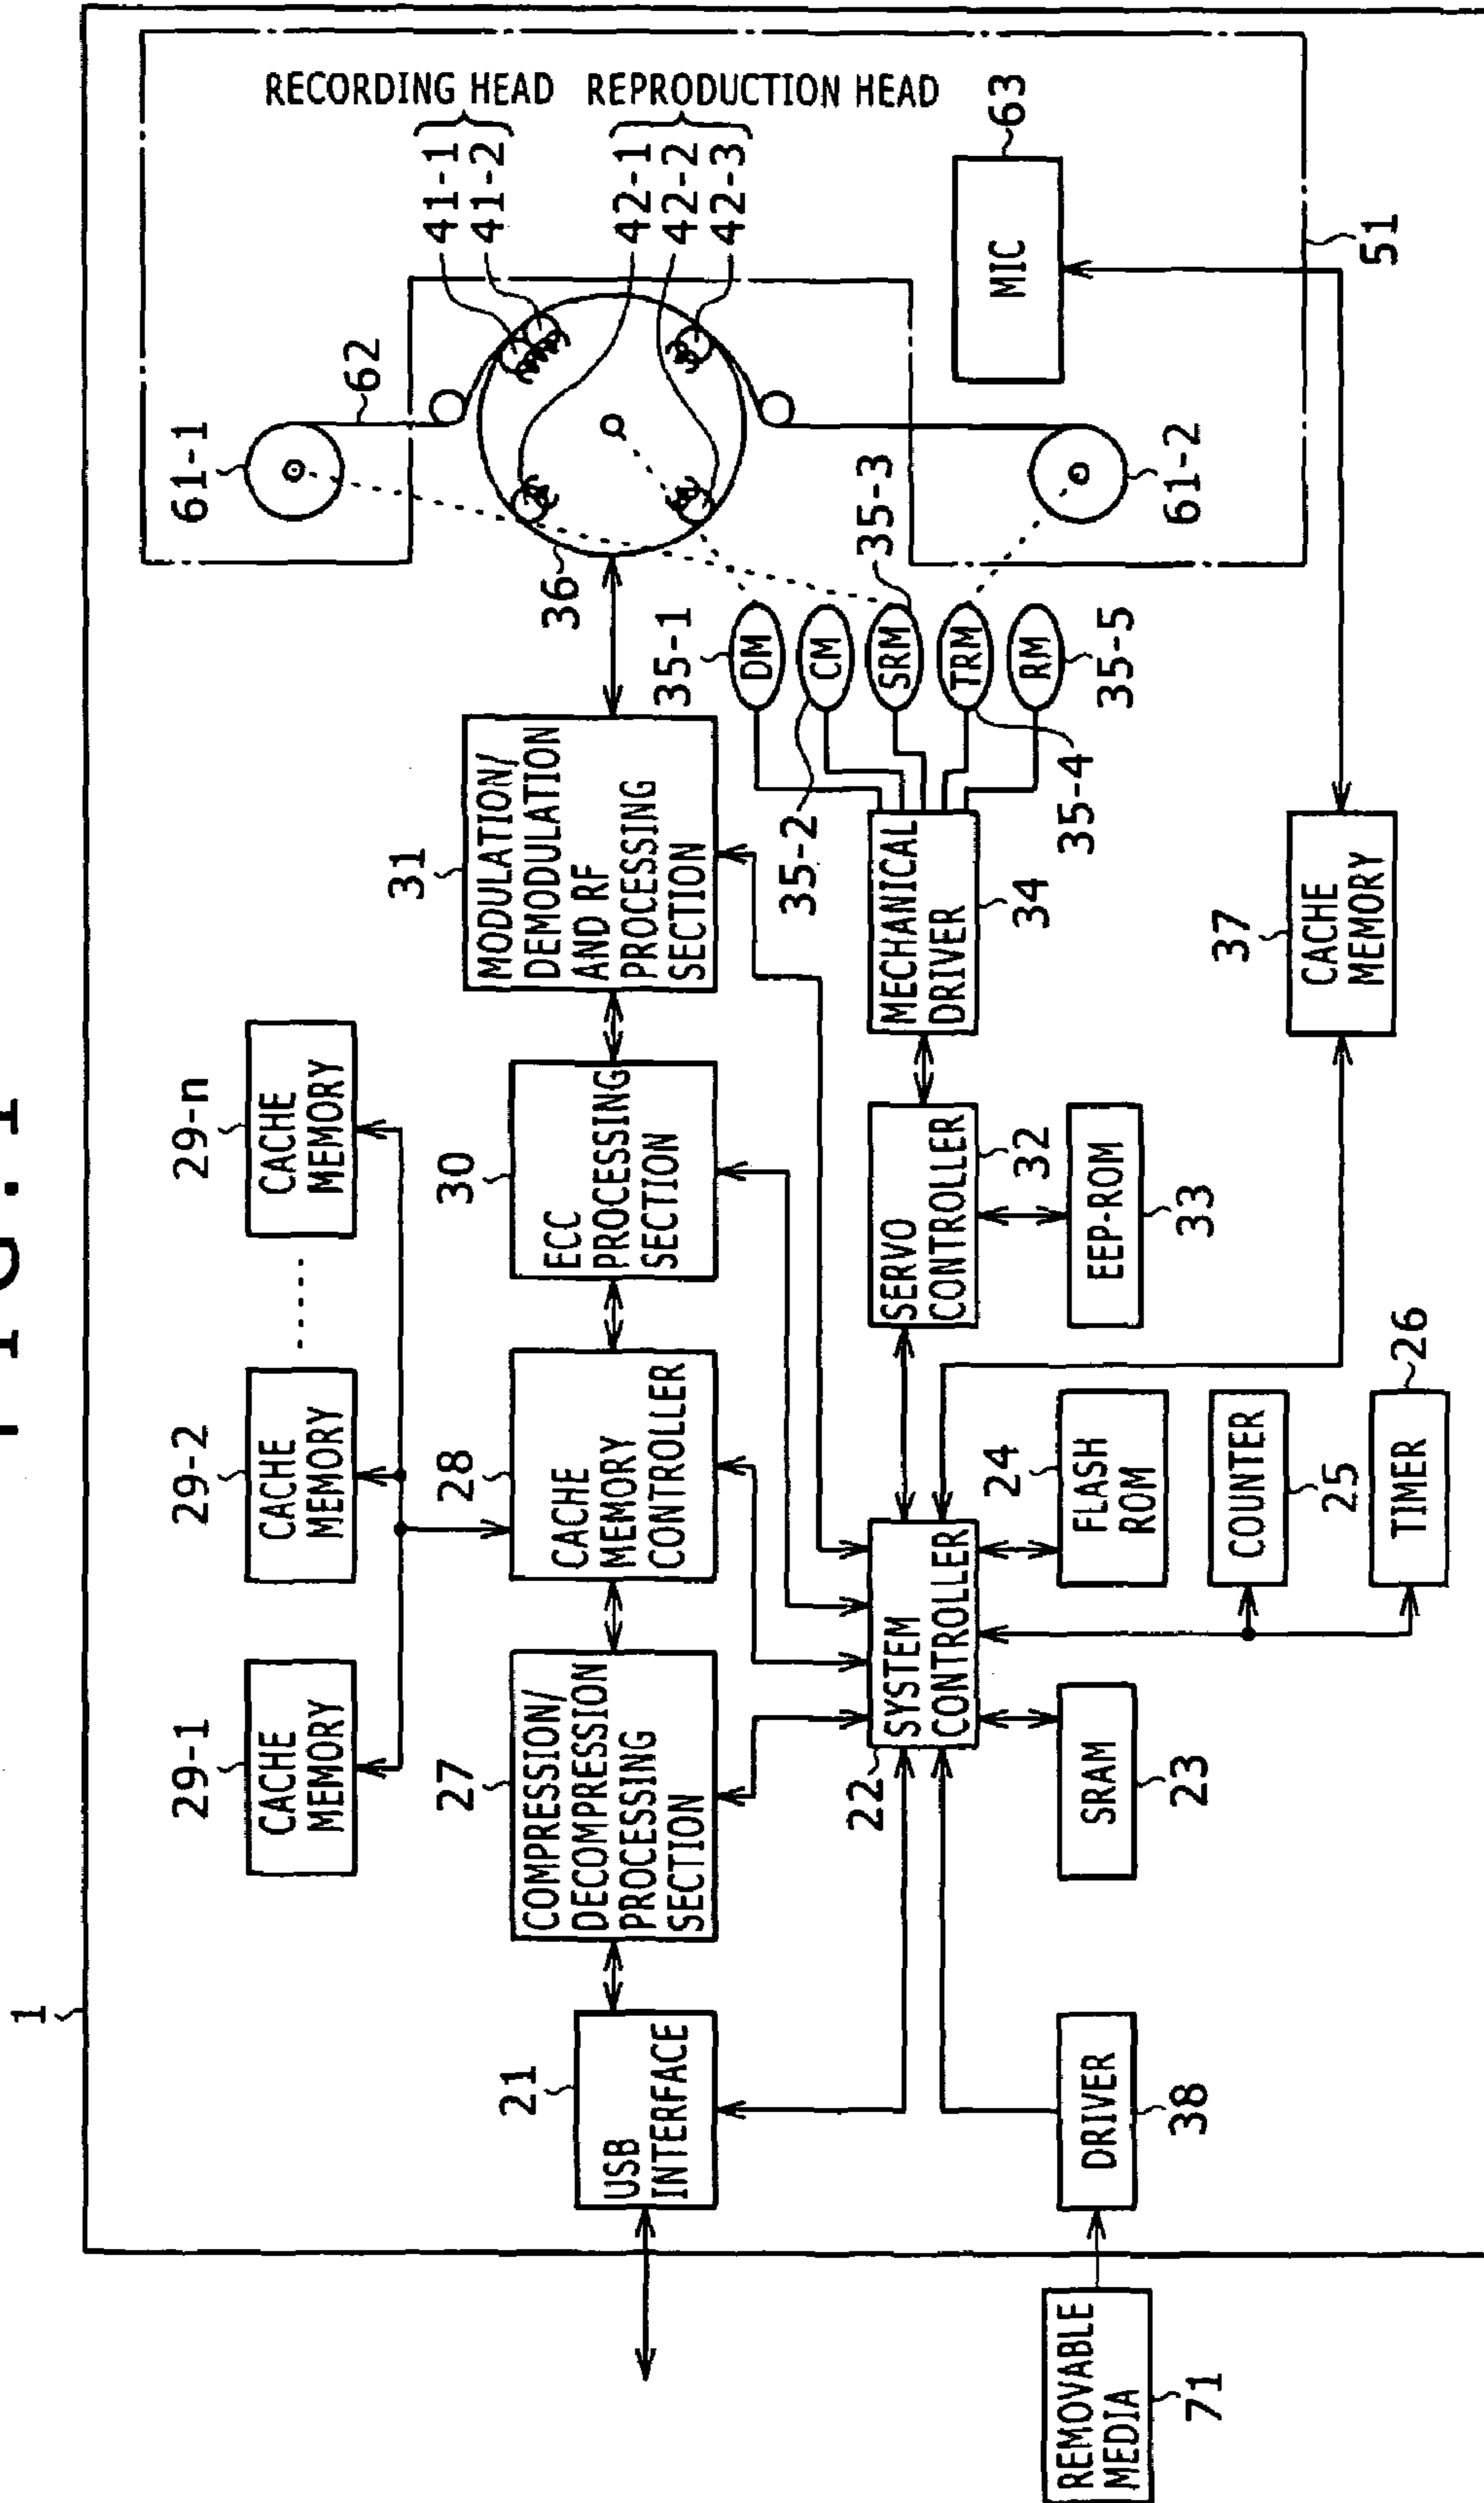 FIG. 1
1
29-1
CACHE
MEMORY
29-2
CACHE
MEMORY
29-n
CACHE
MEMORY
61-1
62
RECORDING HEAD
41-1
41-2
REPRODUCTION HEAD
42-1
42-2
42-3
21
USB
INTERFACE
27
COMPRESSION/
DECOMPRESSION
PROCESSING
SECTION
28
CACHE
MEMORY
CONTROLLER
30
ECC
PROCESSING
SECTION
31
MODULATION/
DEMODULATION
AND RF
PROCESSING
SECTION
36
35-1
DM
35-2
CM
35-3
SRM
35-4
TRM
35-5
RM
22
SYSTEM
CONTROLLER
SERVO
CONTROLLER
32
MECHANICAL
DRIVER
34
EEP-ROM
33
MIC
63
61-2
51
REMOVABLE
MEDIA
71
DRIVER
38
SRAM
23
24
FLASH
ROM
COUNTER
25
TIMER
26
37
CACHE
MEMORY